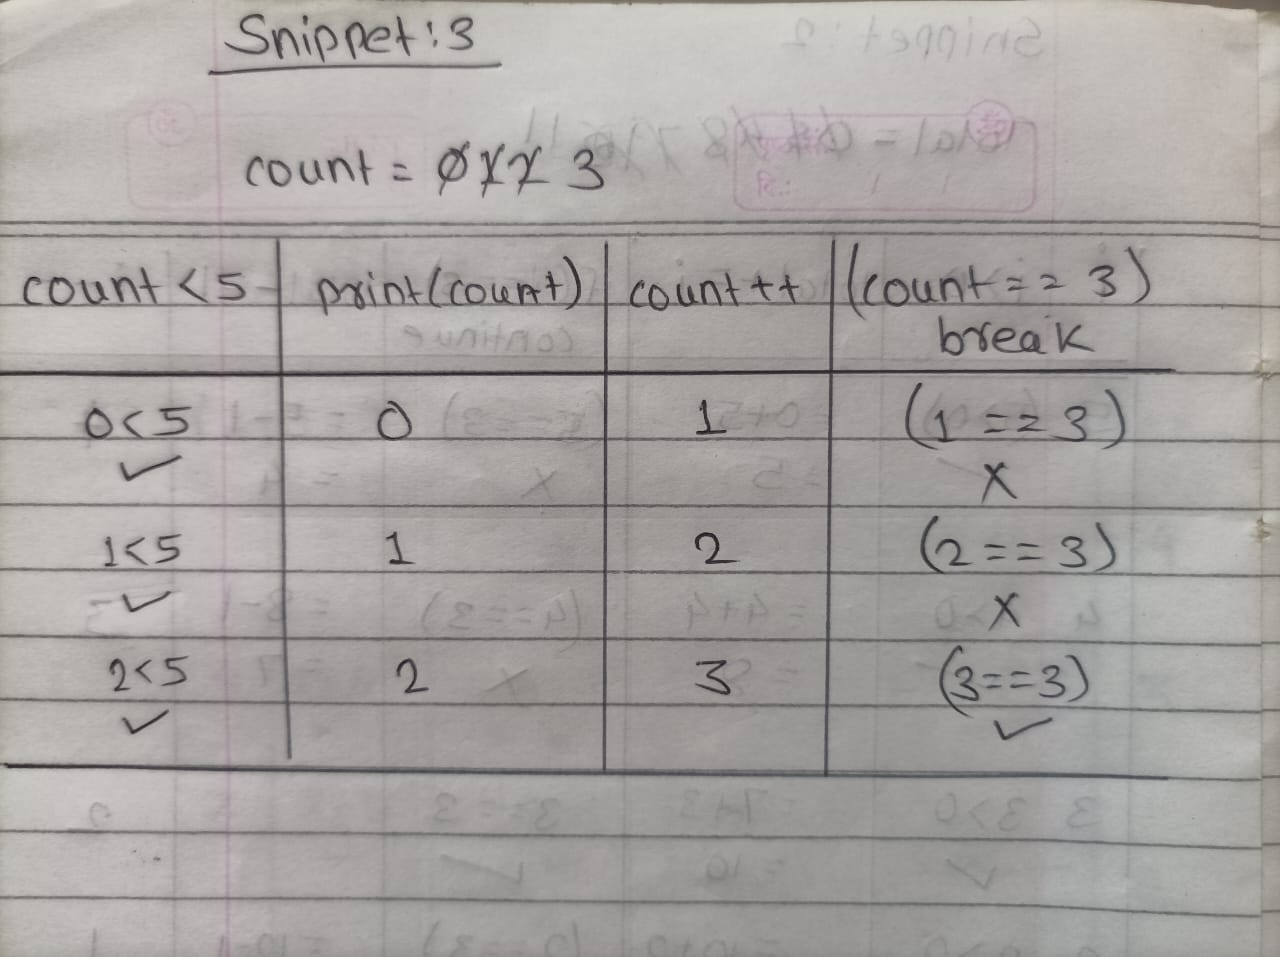 Snippet:3
count = 0 1 2 3
count < 5 print(count) count++ (count == 3)
break
0<5 0 1 (1 == 3)
✓ X
1<5 1 2 (2 == 3)
✓ X
2<5 2 3 (3==3)
✓ ✓